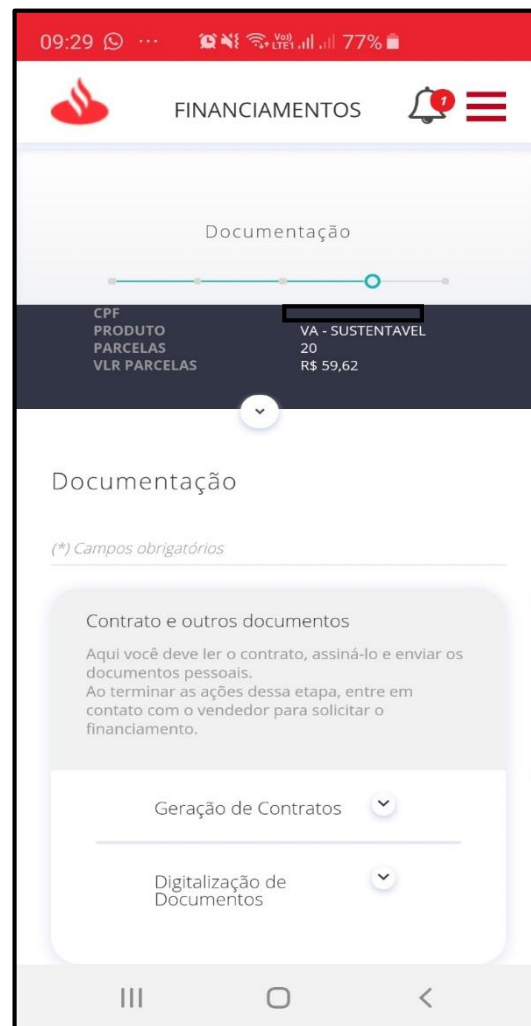 09:29 ... Vo)) LTE1 77%
FINANCIAMENTOS 1
Documentação
CPF
PRODUTO VA - SUSTENTAVEL
PARCELAS 20
VLR PARCELAS R$ 59,62
Documentação
(*) Campos obrigatórios
Contrato e outros documentos
Aqui você deve ler o contrato, assiná-lo e enviar os
documentos pessoais.
Ao terminar as ações dessa etapa, entre em
contato com o vendedor para solicitar o
financiamento.
Geração de Contratos
Digitalização de
Documentos